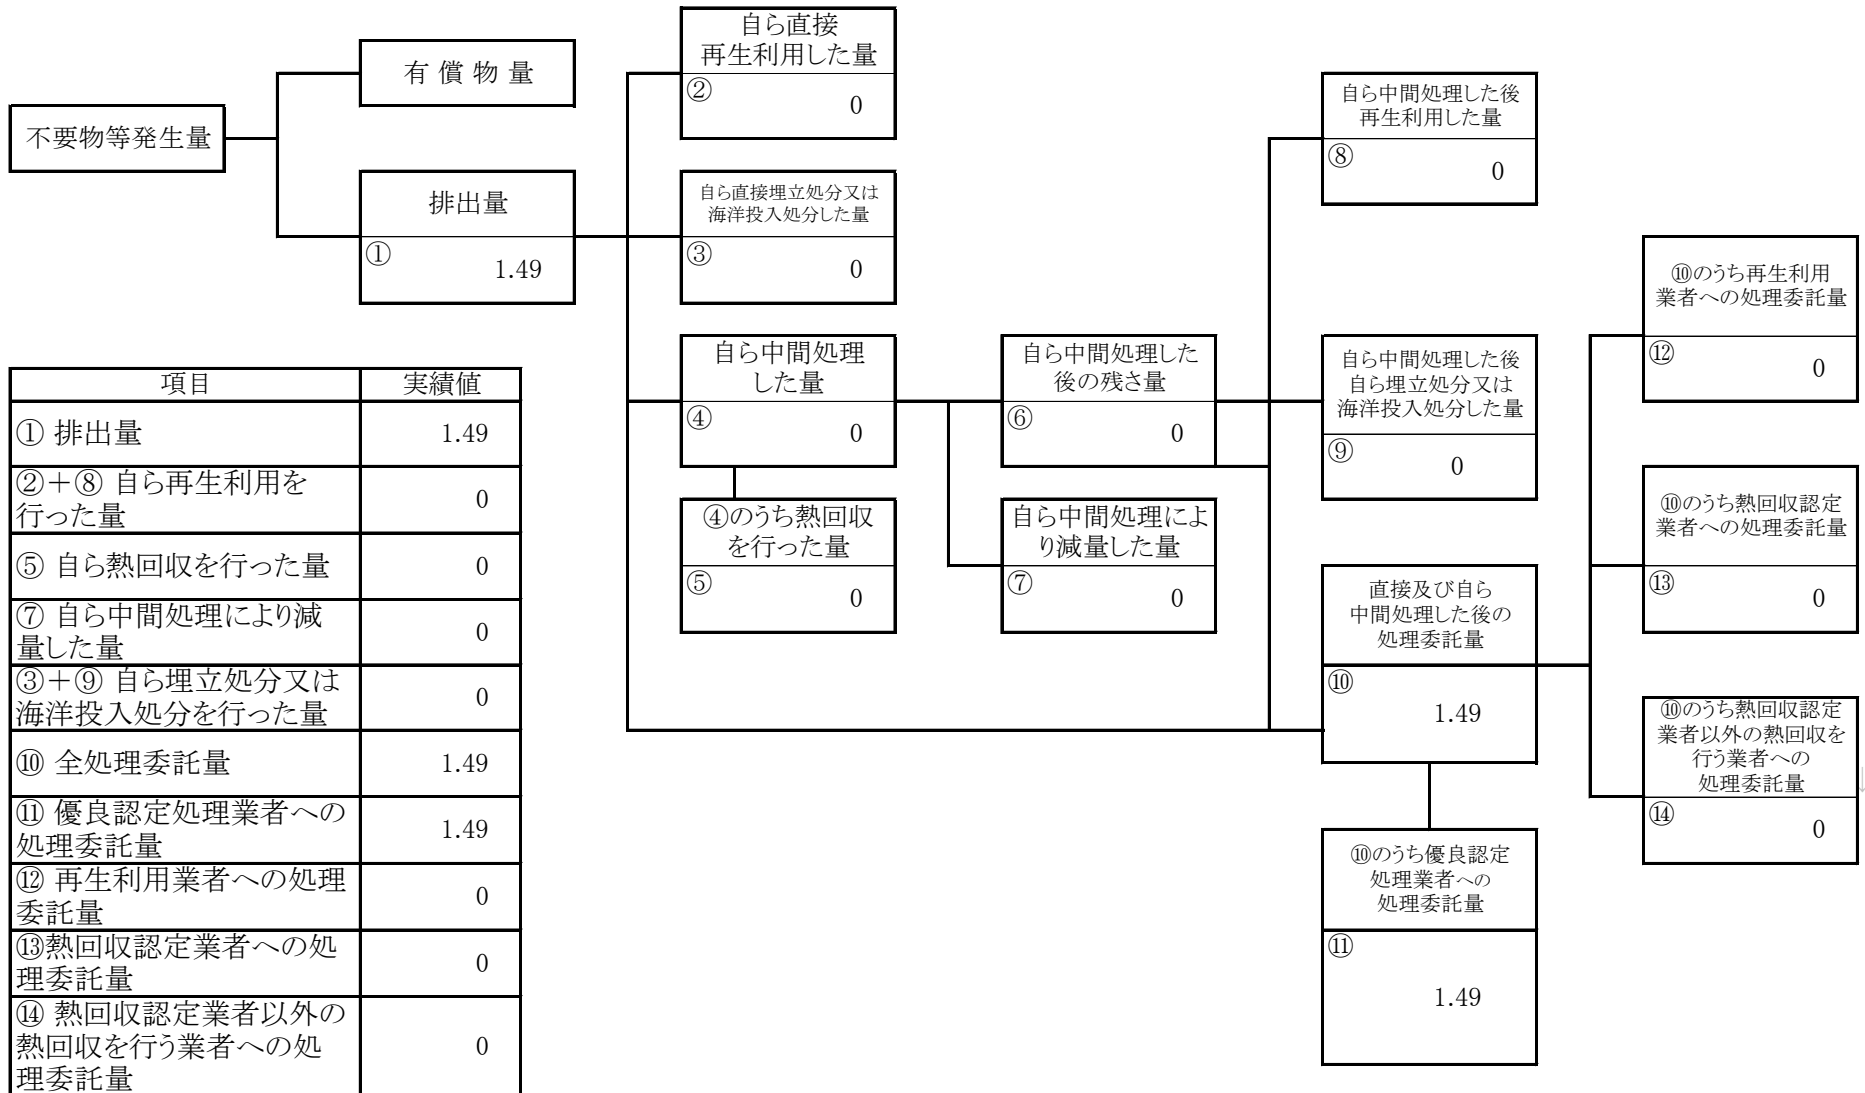 不要物等発生量
有 償 物 量
排出量
①
1.49
自ら直接
再生利用した量
②
0
自ら直接埋立処分又は
海洋投入処分した量
③
0
自ら中間処理
した量
④
0
④のうち熱回収
を行った量
⑤
0
自ら中間処理した
後の残さ量
⑥
0
自ら中間処理によ
り減量した量
⑦
0
自ら中間処理した後
再生利用した量
⑧
0
自ら中間処理した後
自ら埋立処分又は
海洋投入処分した量
⑨
0
直接及び自ら
中間処理した後の
処理委託量
⑩
1.49
⑩のうち優良認定
処理業者への
処理委託量
⑪
1.49
⑩のうち再生利用
業者への処理委託量
⑫
0
⑩のうち熱回収認定
業者への処理委託量
⑬
0
⑩のうち熱回収認定
業者以外の熱回収を
行う業者への
処理委託量
⑭
0
項目 実績値
① 排出量 1.49
②＋⑧ 自ら再生利用を
行った量 0
⑤ 自ら熱回収を行った量 0
⑦ 自ら中間処理により減
量した量 0
③＋⑨ 自ら埋立処分又は
海洋投入処分を行った量 0
⑩ 全処理委託量 1.49
⑪ 優良認定処理業者への
処理委託量 1.49
⑫ 再生利用業者への処理
委託量 0
⑬熱回収認定業者への処
理委託量 0
⑭ 熱回収認定業者以外の
熱回収を行う業者への処
理委託量 0